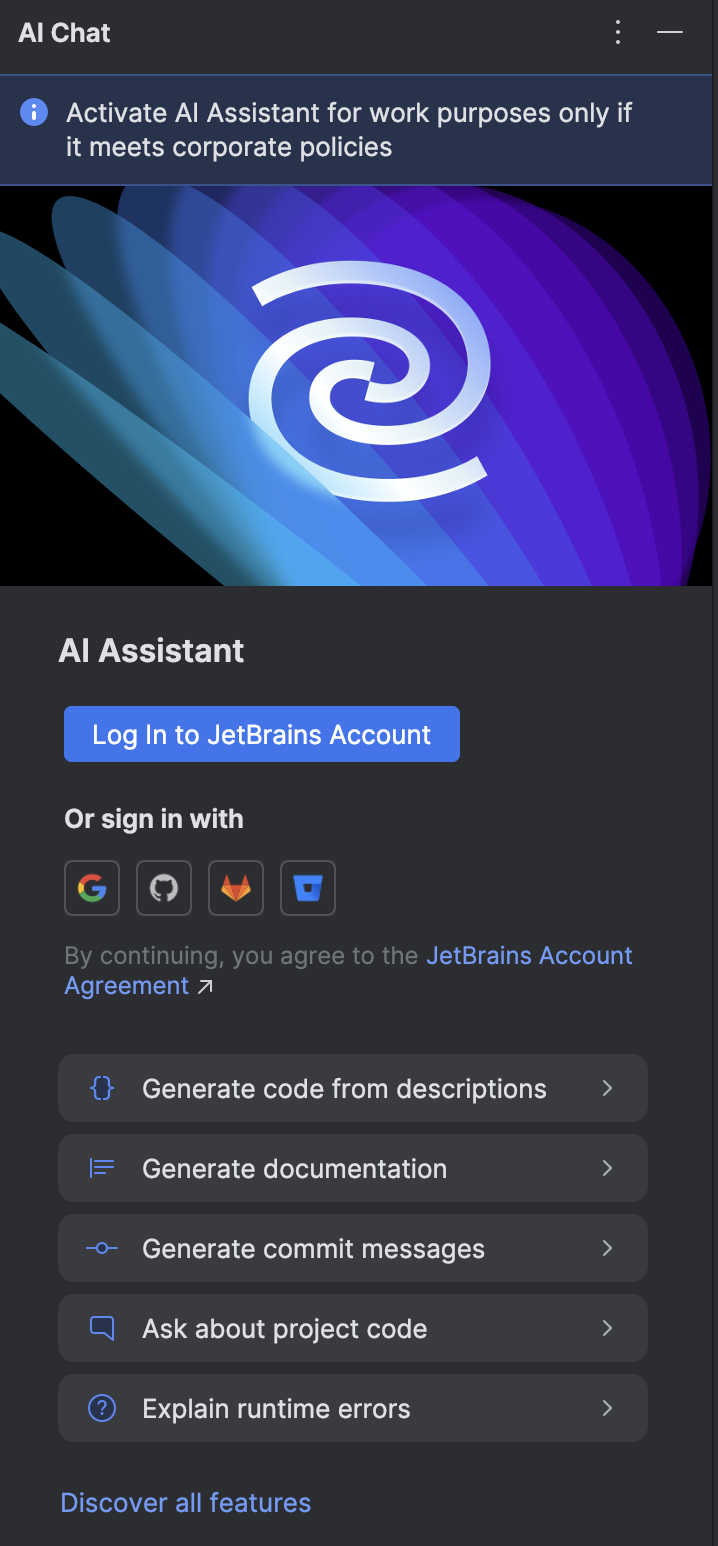 AI Chat
Activate AI Assistant for work purposes only if
it meets corporate policies
AI Assistant
Log In to JetBrains Account
Or sign in with
By continuing, you agree to the JetBrains Account
Agreement ↗
Generate code from descriptions
Generate documentation
Generate commit messages
Ask about project code
Explain runtime errors
Discover all features